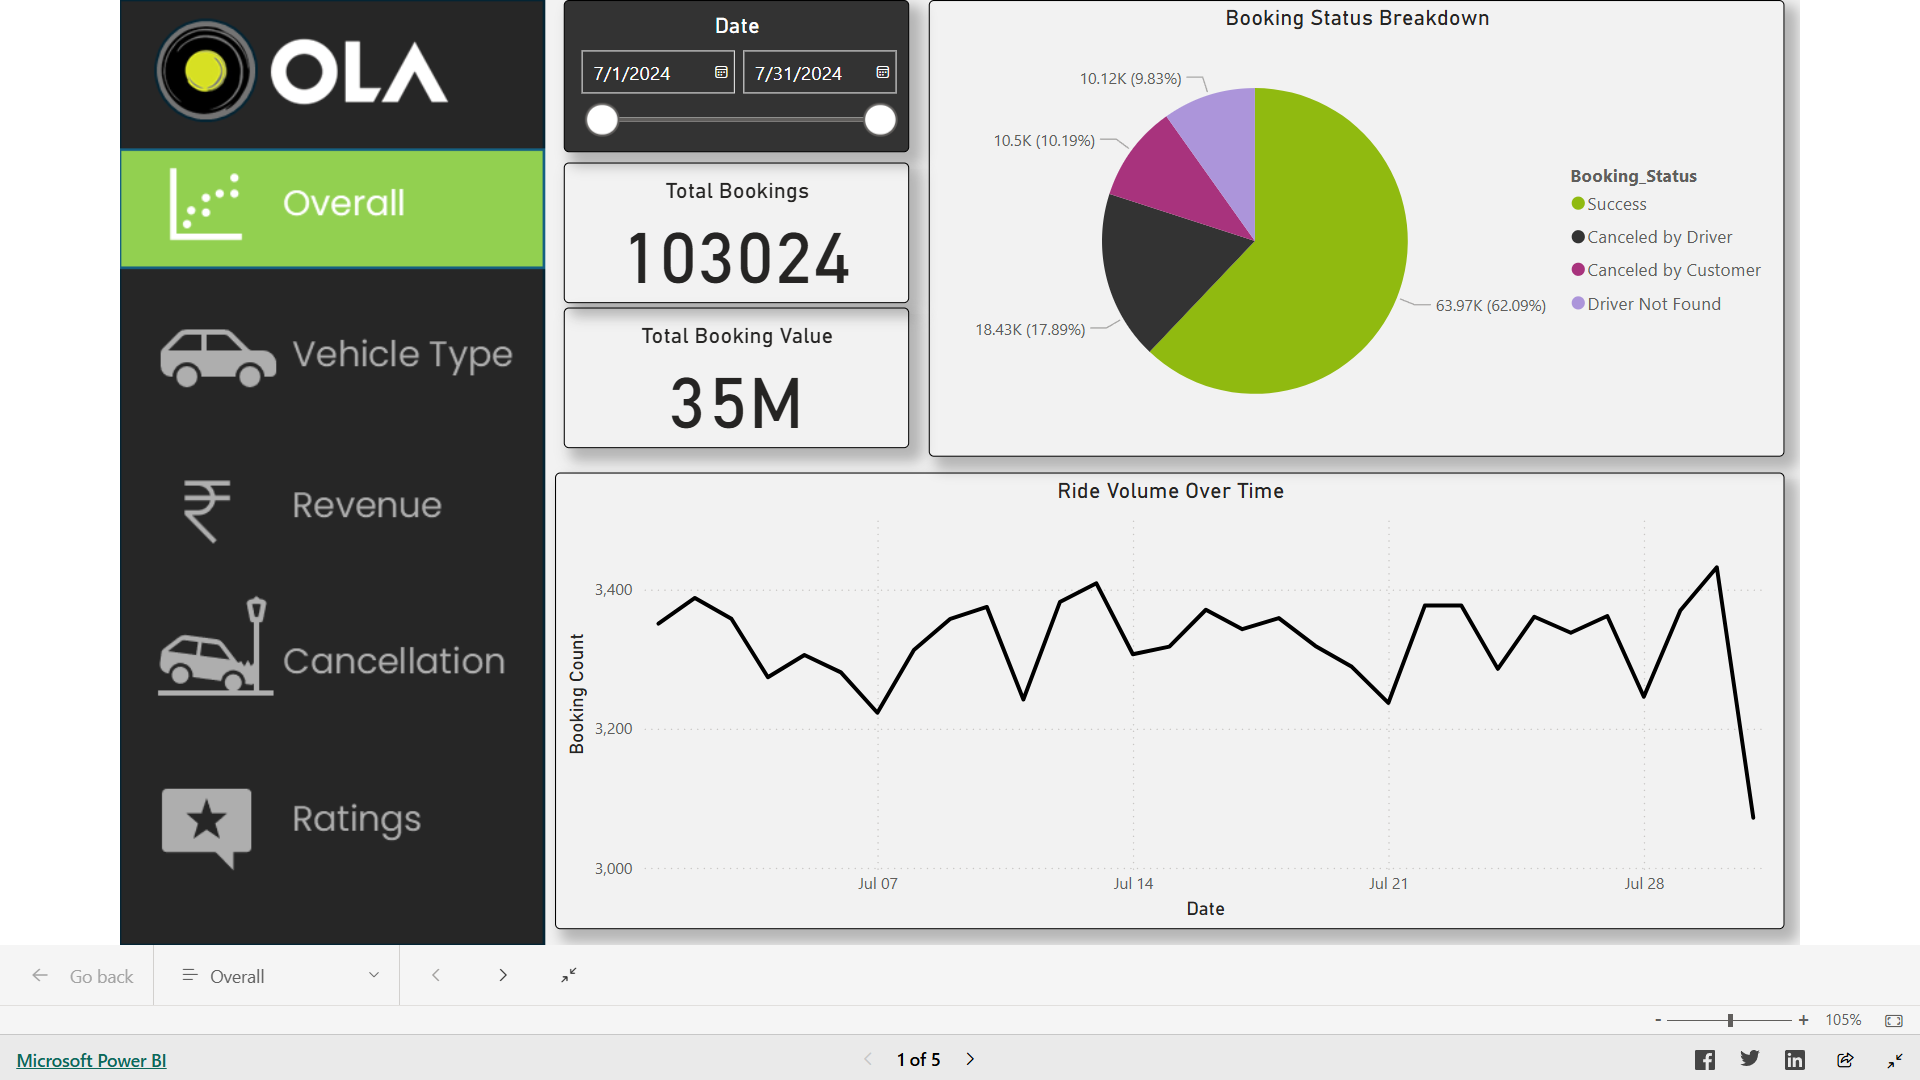 OLA
Overall
Vehicle Type
Revenue
Cancellation
Ratings
Date
7/1/2024
7/31/2024
Total Bookings
103024
Total Booking Value
35M
Booking Status Breakdown
10.12K (9.83%)
10.5K (10.19%)
18.43K (17.89%)
63.97K (62.09%)
Booking_Status
Success
Canceled by Driver
Canceled by Customer
Driver Not Found
Ride Volume Over Time
Booking Count
3,400
3,200
3,000
Jul 07
Jul 14
Jul 21
Jul 28
Date
Go back
Overall
- + 105%
Microsoft Power BI
1 of 5